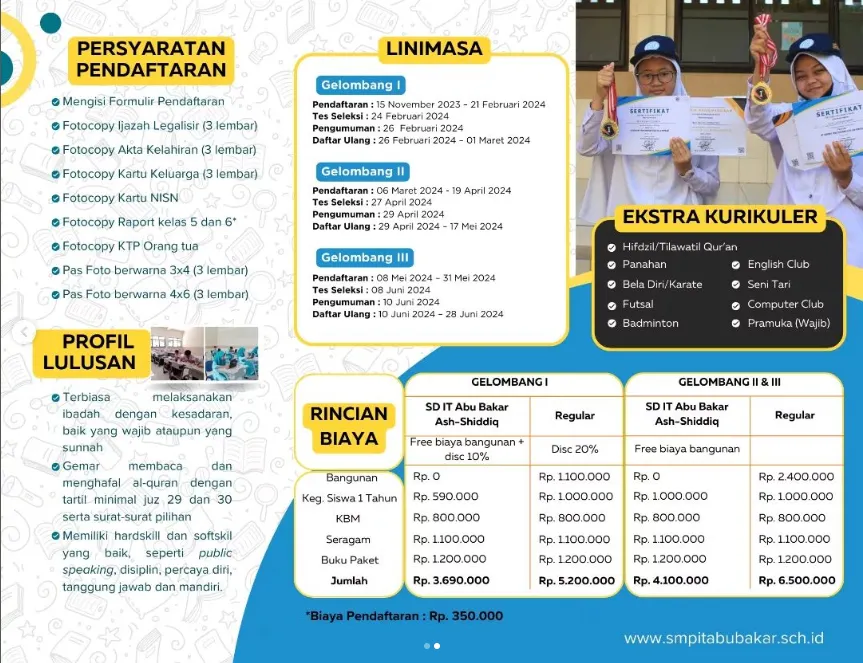 PERSYARATAN
PENDAFTARAN
Mengisi Formulir Pendaftaran
Fotocopy Ijazah Legalisir (3 lembar)
Fotocopy Akta Kelahiran (3 lembar)
Fotocopy Kartu Keluarga (3 lembar)
Fotocopy Kartu NISN
Fotocopy Raport kelas 5 dan 6*
Fotocopy KTP Orang tua
Pas Foto berwarna 3x4 (3 lembar)
Pas Foto berwarna 4x6 (3 lembar)
PROFIL
LULUSAN
Terbiasa melaksanakan
ibadah dengan kesadaran,
baik yang wajib ataupun yang
sunnah
Gemar membaca dan
menghafal al-quran dengan
tartil minimal juz 29 dan 30
serta surat-surat pilihan
Memiliki hardskill dan softskil
yang baik, seperti public
speaking, disiplin, percaya diri,
tanggung jawab dan mandiri.
LINIMASA
Gelombang I
Pendaftaran : 15 November 2023 - 21 Februari 2024
Tes Seleksi : 24 Februari 2024
Pengumuman : 26 Februari 2024
Daftar Ulang : 26 Februari 2024 - 01 Maret 2024
Gelombang II
Pendaftaran : 06 Maret 2024 - 19 April 2024
Tes Seleksi : 27 April 2024
Pengumuman : 29 April 2024
Daftar Ulang : 29 April 2024 - 17 Mei 2024
Gelombang III
Pendaftaran : 08 Mei 2024 – 31 Mei 2024
Tes Seleksi : 08 Juni 2024
Pengumuman : 10 Juni 2024
Daftar Ulang : 10 Juni 2024 – 28 Juni 2024
SERTIFIKAT
SERTIFIKAT
EKSTRA KURIKULER
Hifdzil/Tilawatil Qur'an
Panahan English Club
Bela Diri/Karate Seni Tari
Futsal Computer Club
Badminton Pramuka (Wajib)
RINCIAN
BIAYA
GELOMBANG I GELOMBANG II & III
SD IT Abu Bakar Ash-Shiddiq Regular SD IT Abu Bakar Ash-Shiddiq Regular
Free biaya bangunan + disc 10% Disc 20% Free biaya bangunan
Bangunan Rp. 0 Rp. 1.100.000 Rp. 0 Rp. 2.400.000
Keg. Siswa 1 Tahun Rp. 590.000 Rp. 1.000.000 Rp. 1.000.000 Rp. 1.000.000
KBM Rp. 800.000 Rp. 800.000 Rp. 800.000 Rp. 800.000
Seragam Rp. 1.100.000 Rp. 1.100.000 Rp. 1.100.000 Rp. 1.100.000
Buku Paket Rp. 1.200.000 Rp. 1.200.000 Rp. 1.200.000 Rp. 1.200.000
Jumlah Rp. 3.690.000 Rp. 5.200.000 Rp. 4.100.000 Rp. 6.500.000
*Biaya Pendaftaran : Rp. 350.000
www.smpitabubakar.sch.id